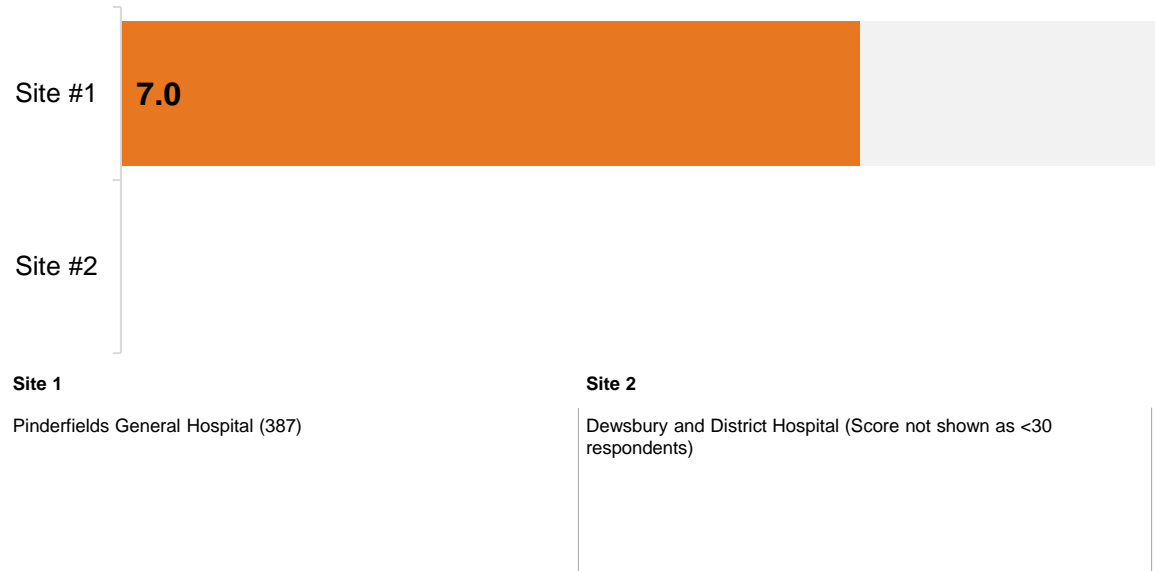 Site #1
7.0
Site #2
Site 1
Site 2
Pinderfields General Hospital (387)
Dewsbury and District Hospital (Score not shown as <30
respondents)